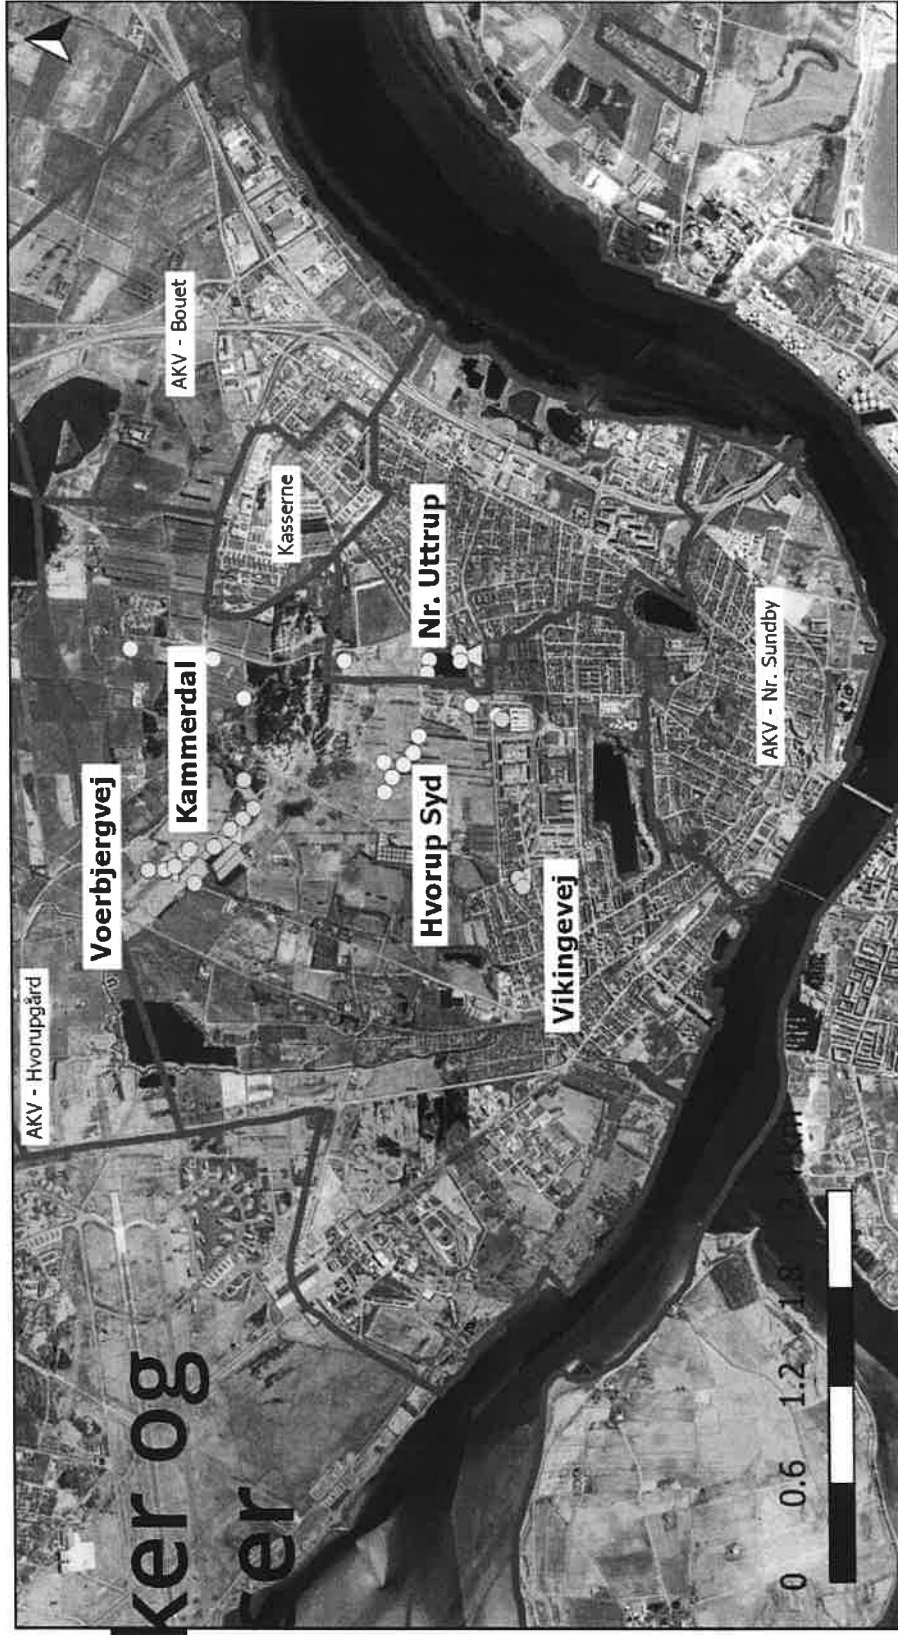 ker og
ser
AKV - Hvorupgård
Voerbjergvej
Kammerdal
AKV - Bouet
Kasserne
Nr. Uttrup
Hvorup Syd
Vikingevej
AKV - Nr. Sundby
0 0.6 1.2 1.8